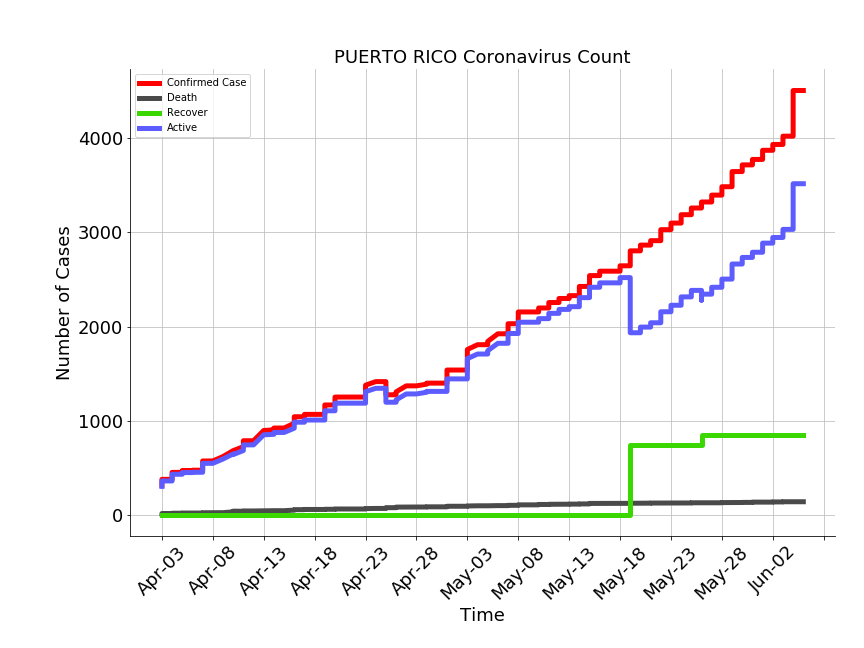 PUERTO RICO Coronavirus Count
Confirmed Case
Death
Recover
Active
Number of Cases
4000
3000
2000
1000
0
Apr-03
Apr-08
Apr-13
Apr-18
Apr-23
Apr-28
May-03
May-08
May-13
May-18
May-23
May-28
Jun-02
Time